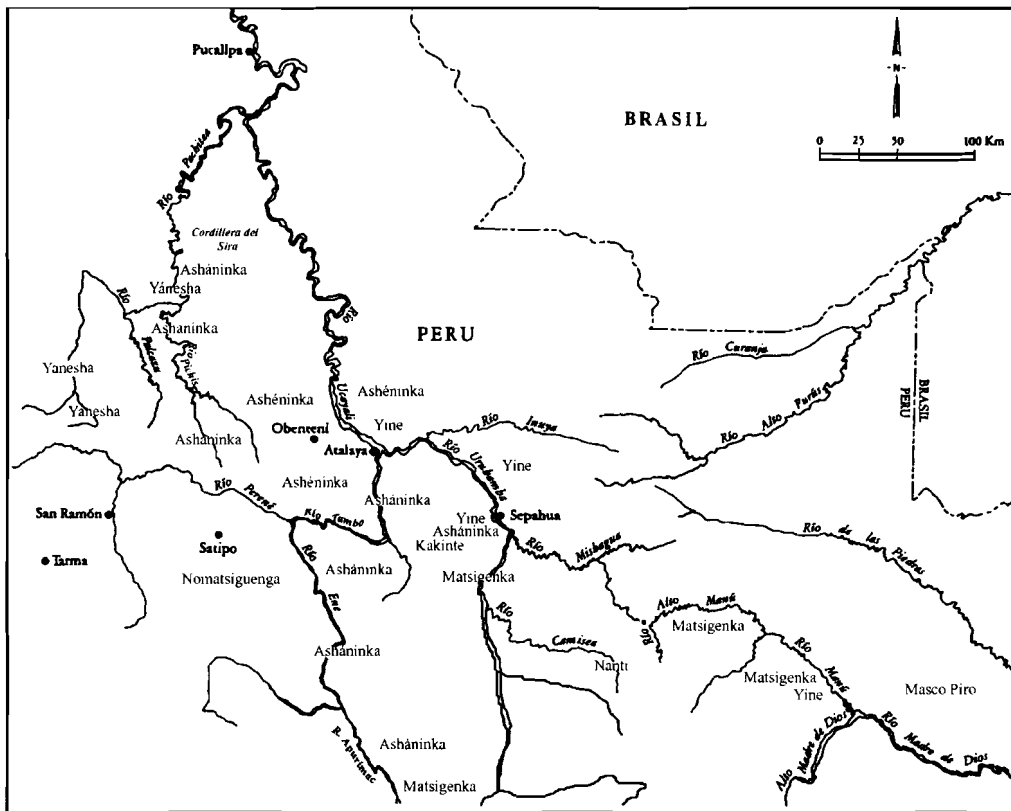 Pucallpa
BRASIL
N
0 25 50 100 Km
Río Pachitea
Cordillera del
Sira
Asháninka
Yánesha
Río Palcazu
Ashaninka
Río Pichis
Río Ucayali
PERU
Río Curanja
BRASIL
PERU
Yanesha
Yanesha
Ashéninka
Ashéninka
Río Alto Purús
Obentení
Yine
Río Inuya
Asháninka
Atalaya
Río Urubamba
Yine
Ashéninka
Río Perené
Asháninka
San Ramón
Río Tambo
Yine
Sepahua
Asháninka
Río de las Piedras
Satipo
Kakinte
Río Mishagua
Tarma
Nomatsiguenga
Río Ene
Asháninka
Matsigenka
Río Alto Manú
Matsigenka
Río Camisea
Asháninka
Nanti
Río Manú
Matsigenka
Yine
Masco Piro
R. Apurímac
Asháninka
Alto Madre de Dios
Río Madre de Dios
Matsigenka